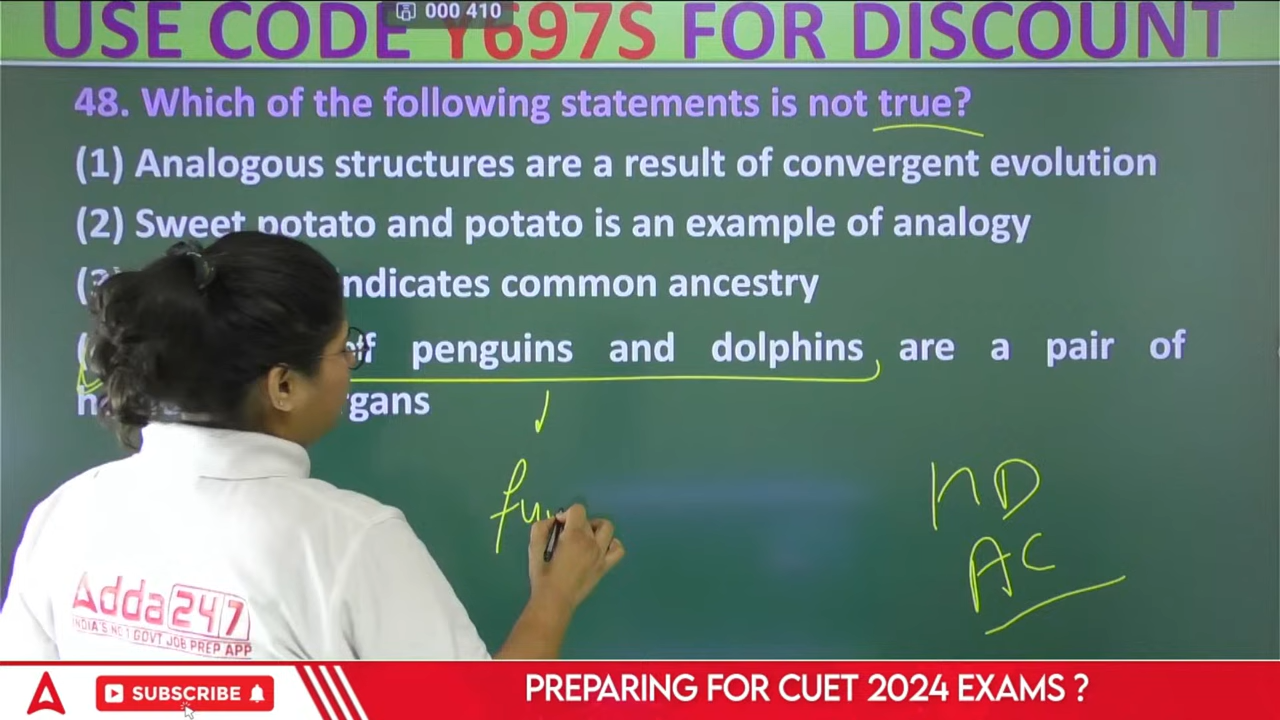 USE CODE Y697S FOR DISCOUNT
000 410
48. Which of the following statements is not true?
(1) Analogous structures are a result of convergent evolution
(2) Sweet potato and potato is an example of analogy
indicates common ancestry
penguins and dolphins are a pair of
HD
AC
Adda247
INDIA'S NO 1 GOVT JOB PREP APP
SUBSCRIBE
PREPARING FOR CUET 2024 EXAMS ?